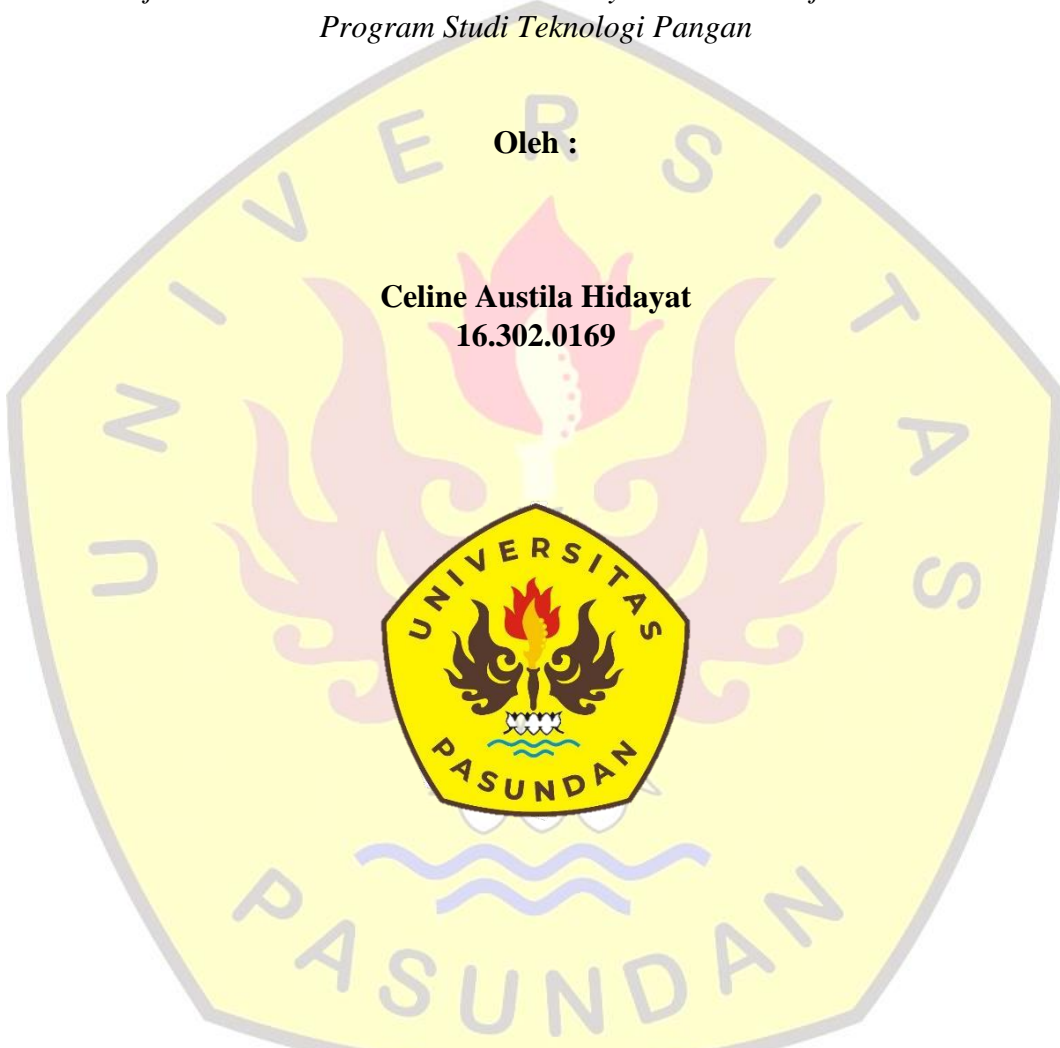 Program Studi Teknologi Pangan
Oleh :
Celine Austila Hidayat
16.302.0169
UNIVERSITAS
PASUNDAN
UNIVERSITAS
PASUNDAN